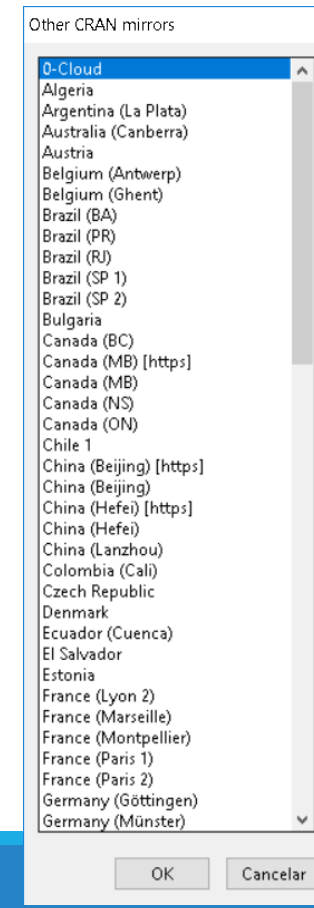 Other CRAN mirrors
0-Cloud
Algeria
Argentina (La Plata)
Australia (Canberra)
Austria
Belgium (Antwerp)
Belgium (Ghent)
Brazil (BA)
Brazil (PR)
Brazil (RJ)
Brazil (SP 1)
Brazil (SP 2)
Bulgaria
Canada (BC)
Canada (MB) [https]
Canada (MB)
Canada (NS)
Canada (ON)
Chile 1
China (Beijing) [https]
China (Beijing)
China (Hefei) [https]
China (Hefei)
China (Lanzhou)
Colombia (Cali)
Czech Republic
Denmark
Ecuador (Cuenca)
El Salvador
Estonia
France (Lyon 2)
France (Marseille)
France (Montpellier)
France (Paris 1)
France (Paris 2)
Germany (Göttingen)
Germany (Münster)
OK Cancelar